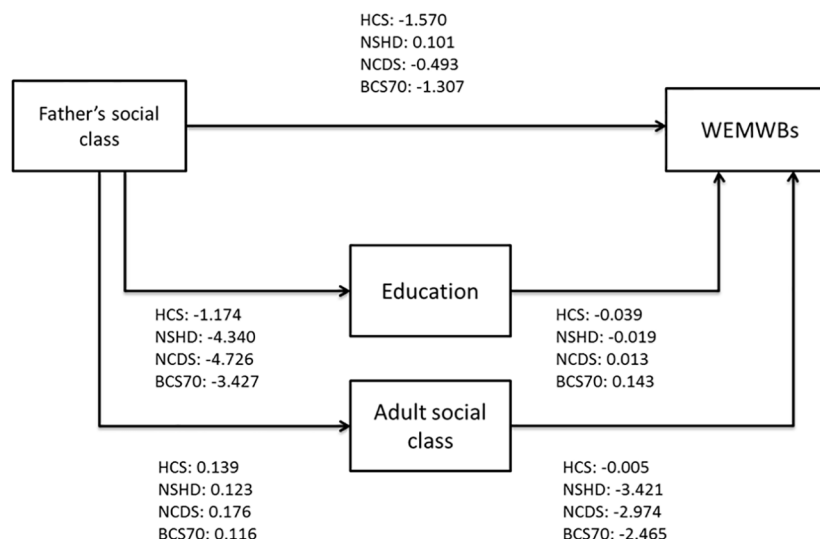 HCS: -1.570
NSHD: 0.101
NCDS: -0.493
BCS70: -1.307
Father's social
class
WEMWBs
Education
HCS: -1.174
NSHD: -4.340
NCDS: -4.726
BCS70: -3.427
HCS: -0.039
NSHD: -0.019
NCDS: 0.013
BCS70: 0.143
Adult social
class
HCS: 0.139
NSHD: 0.123
NCDS: 0.176
BCS70: 0.116
HCS: -0.005
NSHD: -3.421
NCDS: -2.974
BCS70: -2.465